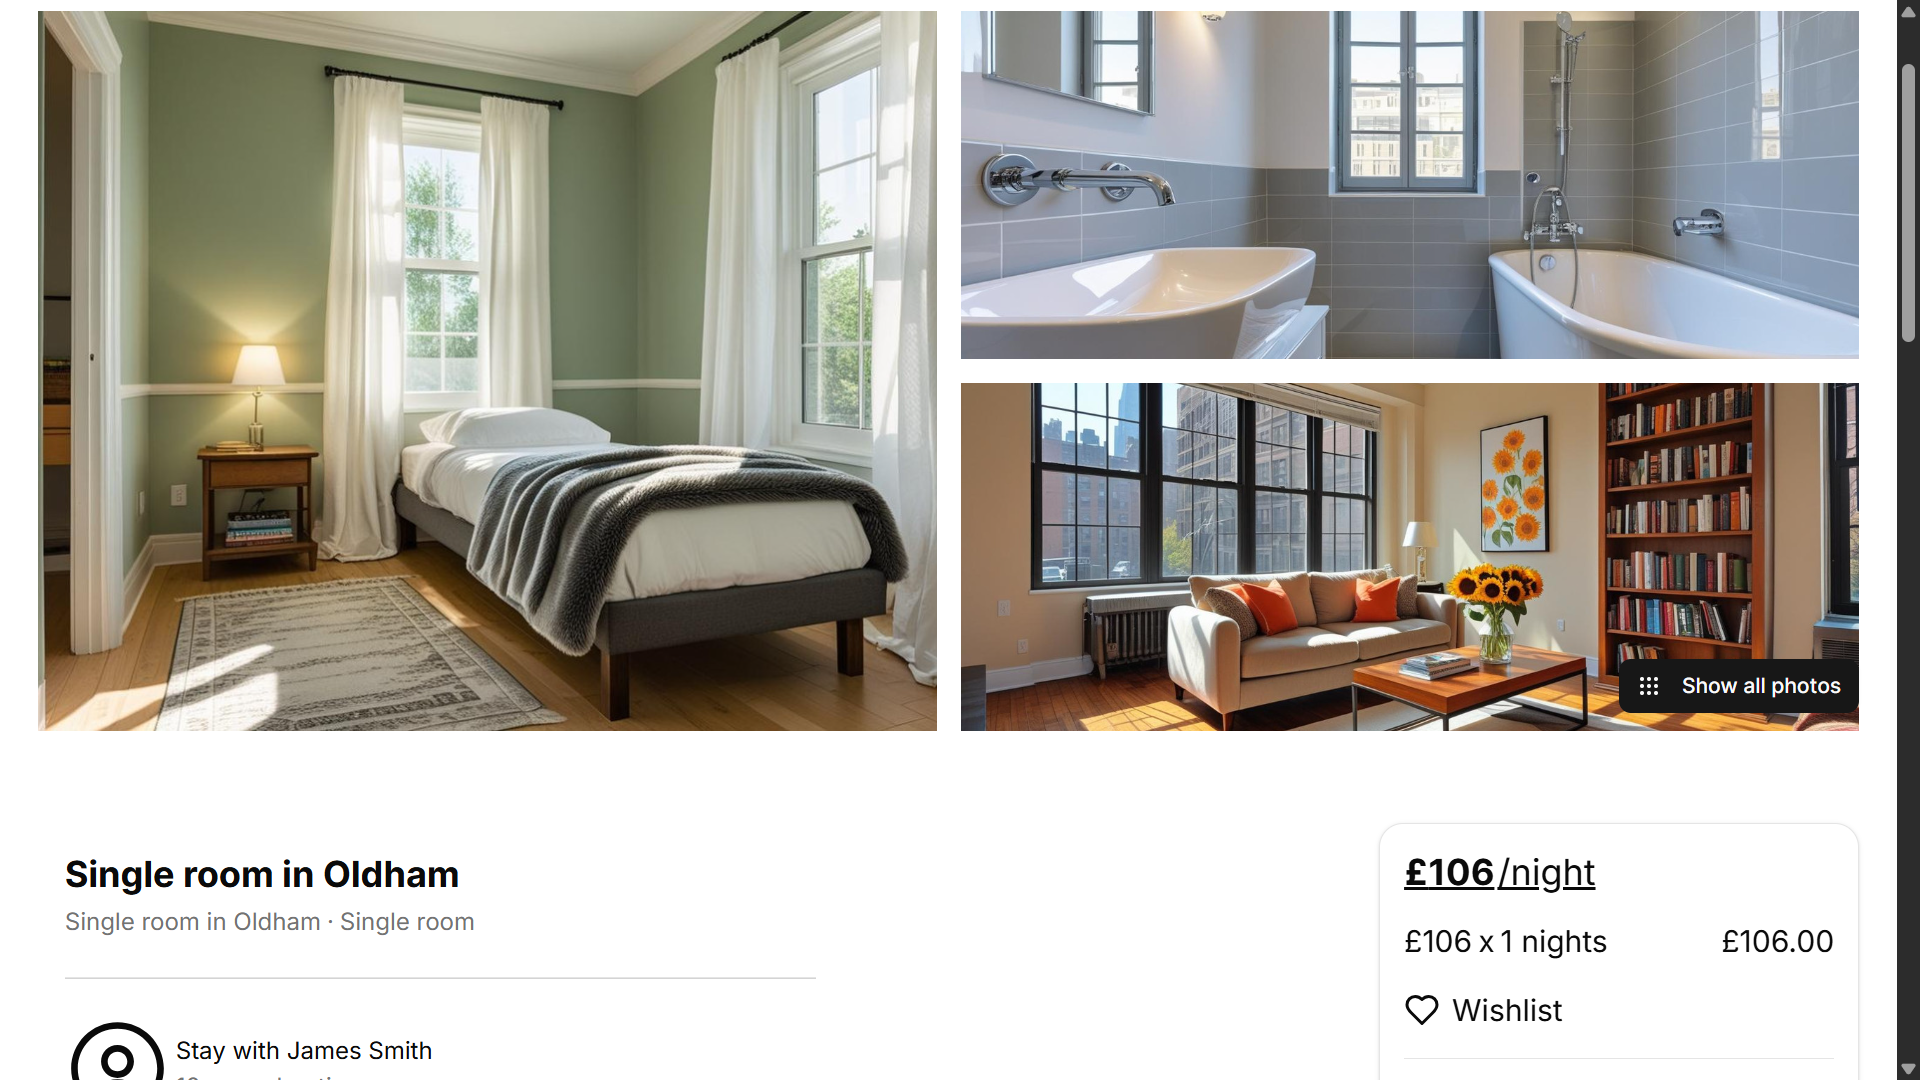 Show all photos
Single room in Oldham
Single room in Oldham · Single room
£106/night
£106 x 1 nights £106.00
Wishlist
Stay with James Smith